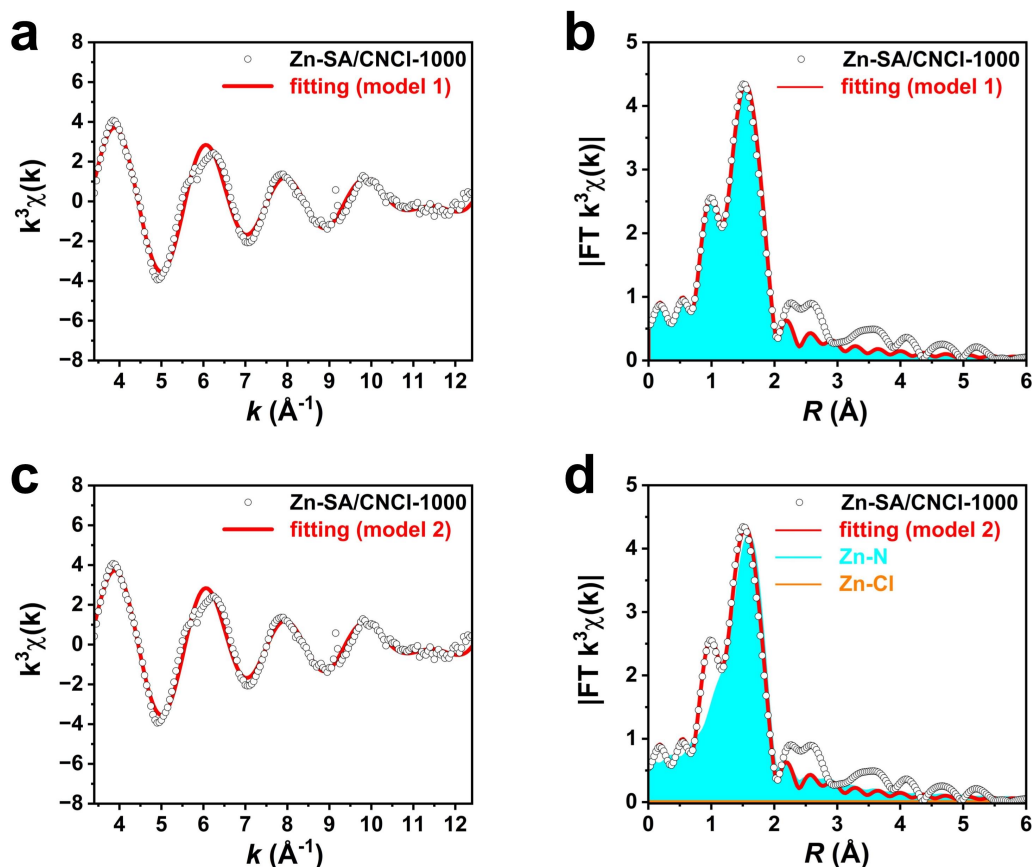 a
Zn-SA/CNCl-1000
fitting (model 1)
8
6
4
2
0
−2
−4
−6
−8
k³χ(k)
4 5 6 7 8 9 10 11 12
k (Å⁻¹)
b
Zn-SA/CNCl-1000
fitting (model 1)
5
4
3
2
1
0
|FT k³χ(k)|
0 1 2 3 4 5 6
R (Å)
c
Zn-SA/CNCl-1000
fitting (model 2)
8
6
4
2
0
−2
−4
−6
−8
k³χ(k)
4 5 6 7 8 9 10 11 12
k (Å⁻¹)
d
Zn-SA/CNCl-1000
fitting (model 2)
Zn-N
Zn-Cl
5
4
3
2
1
0
|FT k³χ(k)|
0 1 2 3 4 5 6
R (Å)